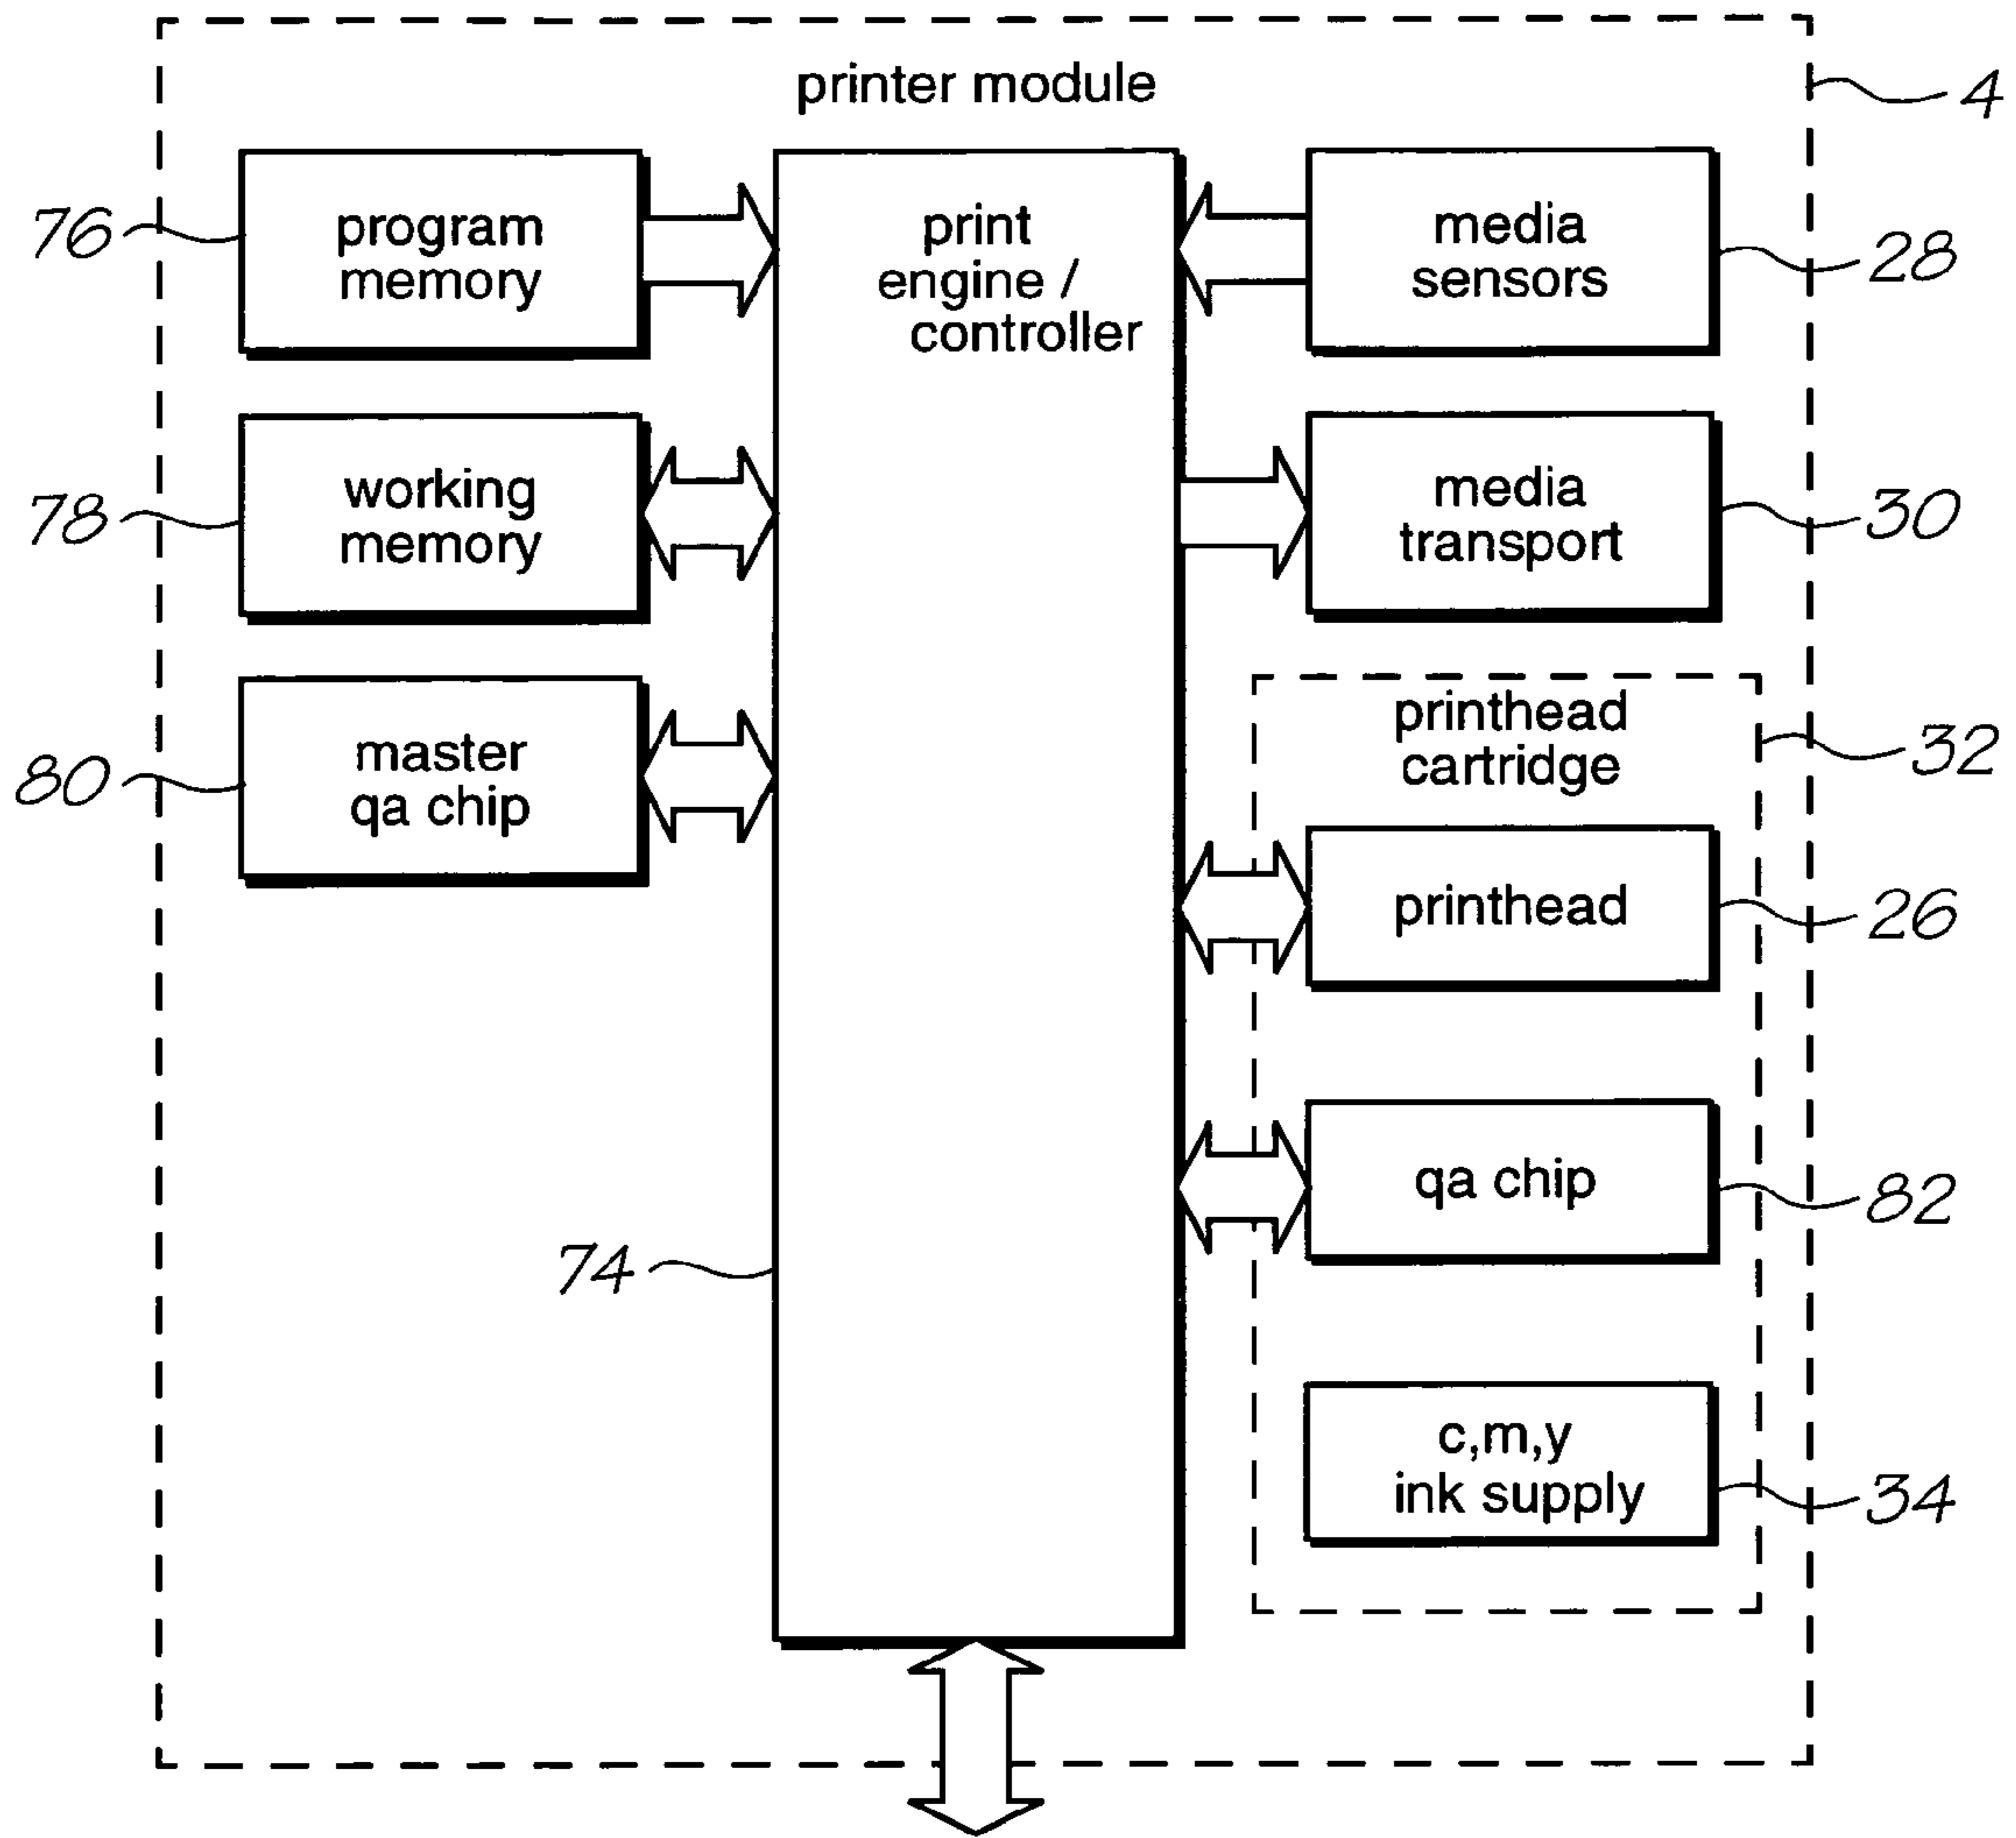 printer module
4
76
program
memory
print
engine /
controller
media
sensors
28
78
working
memory
media
transport
30
80
master
qa chip
printhead
cartridge
32
printhead
26
qa chip
82
74
c,m,y
ink supply
34